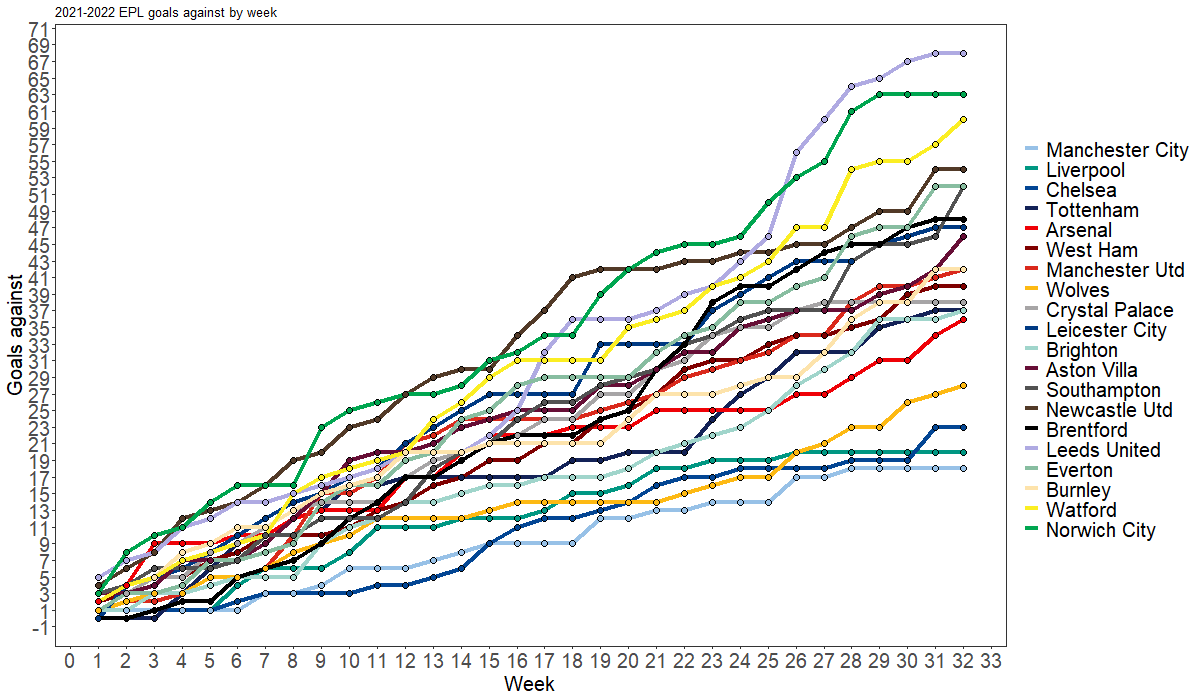 2021-2022 EPL goals against by week
Goals against
71
69
67
65
63
61
59
57
55
53
51
49
47
45
43
41
39
37
35
33
31
29
27
25
23
21
19
17
15
13
11
9
7
5
3
1
-1
0 1 2 3 4 5 6 7 8 9 10 11 12 13 14 15 16 17 18 19 20 21 22 23 24 25 26 27 28 29 30 31 32 33
Week
Manchester City
Liverpool
Chelsea
Tottenham
Arsenal
West Ham
Manchester Utd
Wolves
Crystal Palace
Leicester City
Brighton
Aston Villa
Southampton
Newcastle Utd
Brentford
Leeds United
Everton
Burnley
Watford
Norwich City